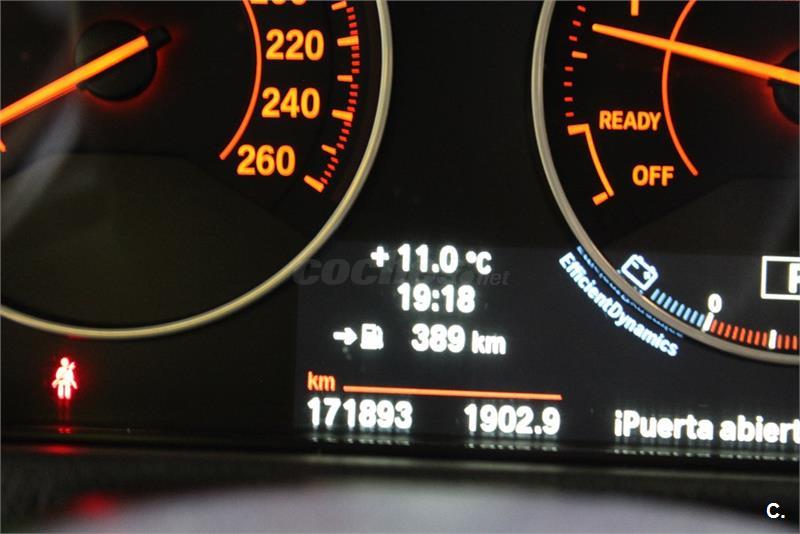 220
240
260
READY
OFF
+ 11.0 °C
19:18
389 km
EfficientDynamics
0
km
171893 1902.9
¡Puerta abiert
C.